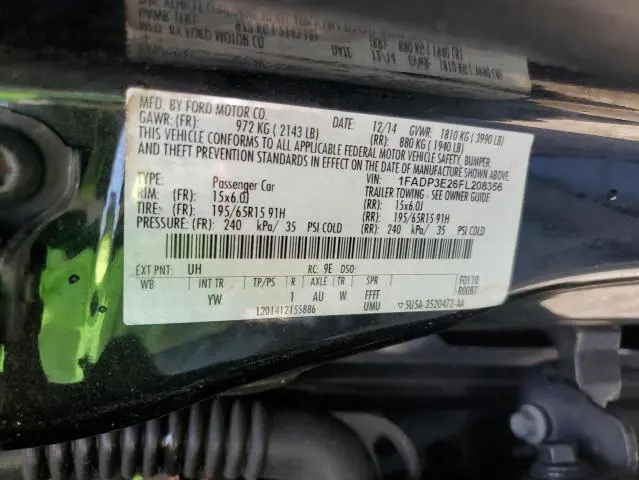 MFD. BY FORD MOTOR CO.
DATE: 12/14 GVWR: 1810 KG ( 3990 LB)
GAWR: (FR): 972 KG ( 2143 LB) (RR): 880 KG ( 1940 LB)
THIS VEHICLE CONFORMS TO ALL APPLICABLE FEDERAL MOTOR VEHICLE SAFETY, BUMPER
AND THEFT PREVENTION STANDARDS IN EFFECT ON THE DATE OF MANUFACTURE SHOWN ABOVE.
VIN: 1FADP3E26FL208356
TYPE: Passenger Car TRAILER TOWING - SEE OWNER GUIDE
RIM: (FR): 15x6.0J (RR): 15x6.0J
TIRE: (FR): 195/65R15 91H (RR): 195/65R15 91H
PRESSURE: (FR): 240 kPa/ 35 PSI COLD (RR): 240 kPa/ 35 PSI COLD
EXT PNT: UH RC: 9E DSO: F0110
WB INT TR TP/PS R AXLE TR SPR R0087
YW 1 AU W FFFF
L201412155886 UMU 5U5A-3520472-AA